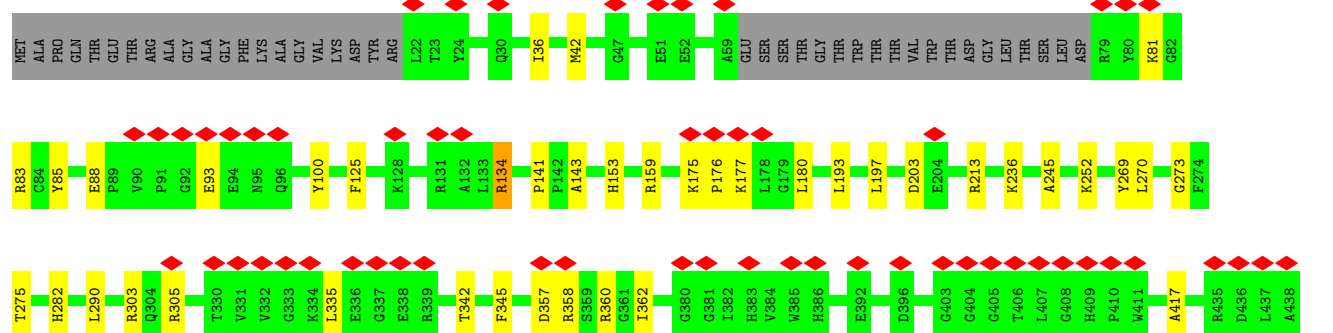 MET ALA PRO GLN THR GLU THR ARG ALA GLY ALA GLY PHE LYS ALA GLY VAL LYS ASP TYR ARG L22 T23 Y24 Q30 I36 M42 G47 E51 E52 A59 GLU SER SER THR GLY THR THR TRP THR THR VAL TRP THR ASP GLY LEU THR SER LEU ASP R79 Y80 K81 G82
R83 C84 Y85 E88 P89 V90 P91 G92 E93 E94 N95 Q96 Y100 F125 K128 R131 A132 L133 R134 P141 P142 A143 H153 R159 K175 P176 K177 L178 G179 L180 L193 L197 D203 E204 R213 K236 A245 K252 Y269 L270 G273 F274
T275 H282 L290 R303 Q304 R305 T330 V331 V332 G333 K334 L335 E336 G337 E338 R339 T342 F345 D357 R358 S359 R360 G361 I362 G380 G381 I382 H383 V384 W385 H386 E392 D396 G403 G404 G405 T406 L407 G408 H409 P410 W411 A417 R435 D436 L437 A438